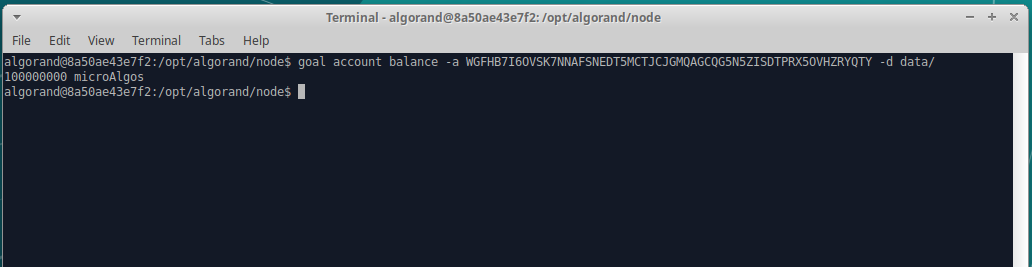 Terminal - algorand@8a50ae43e7f2: /opt/algorand/node
File Edit View Terminal Tabs Help
algorand@8a50ae43e7f2:/opt/algorand/node$ goal account balance -a WGFHB7I6OVSK7NNAFSNEDT5MCTJCJGMQAGCQG5N5ZISDTPRX5OVHZRYQTY -d data/
100000000 microAlgos
algorand@8a50ae43e7f2:/opt/algorand/node$